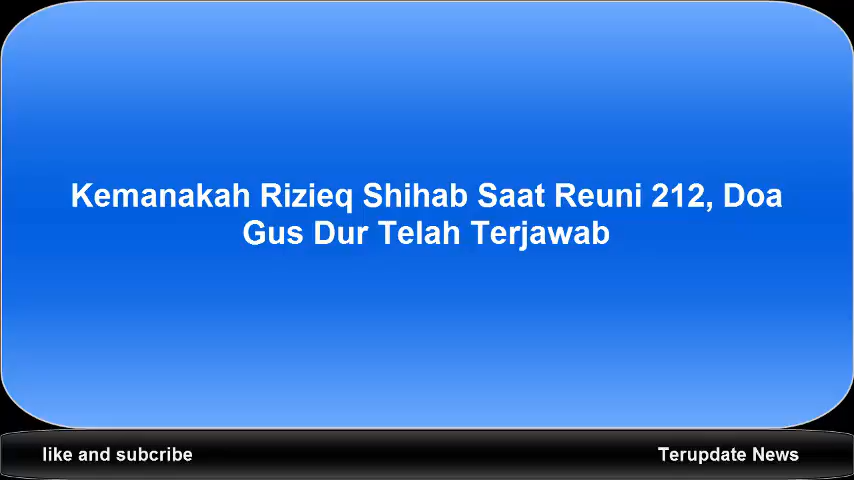 Kemanakah Rizieq Shihab Saat Reuni 212, Doa
Gus Dur Telah Terjawab
like and subcribe
Terupdate News